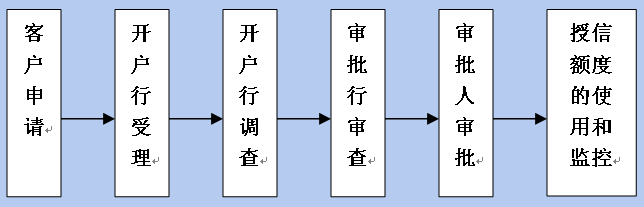 客户申请
开户行受理
开户行调查
审批行审查
审批人审批
授信
额度
的使
用和
监控